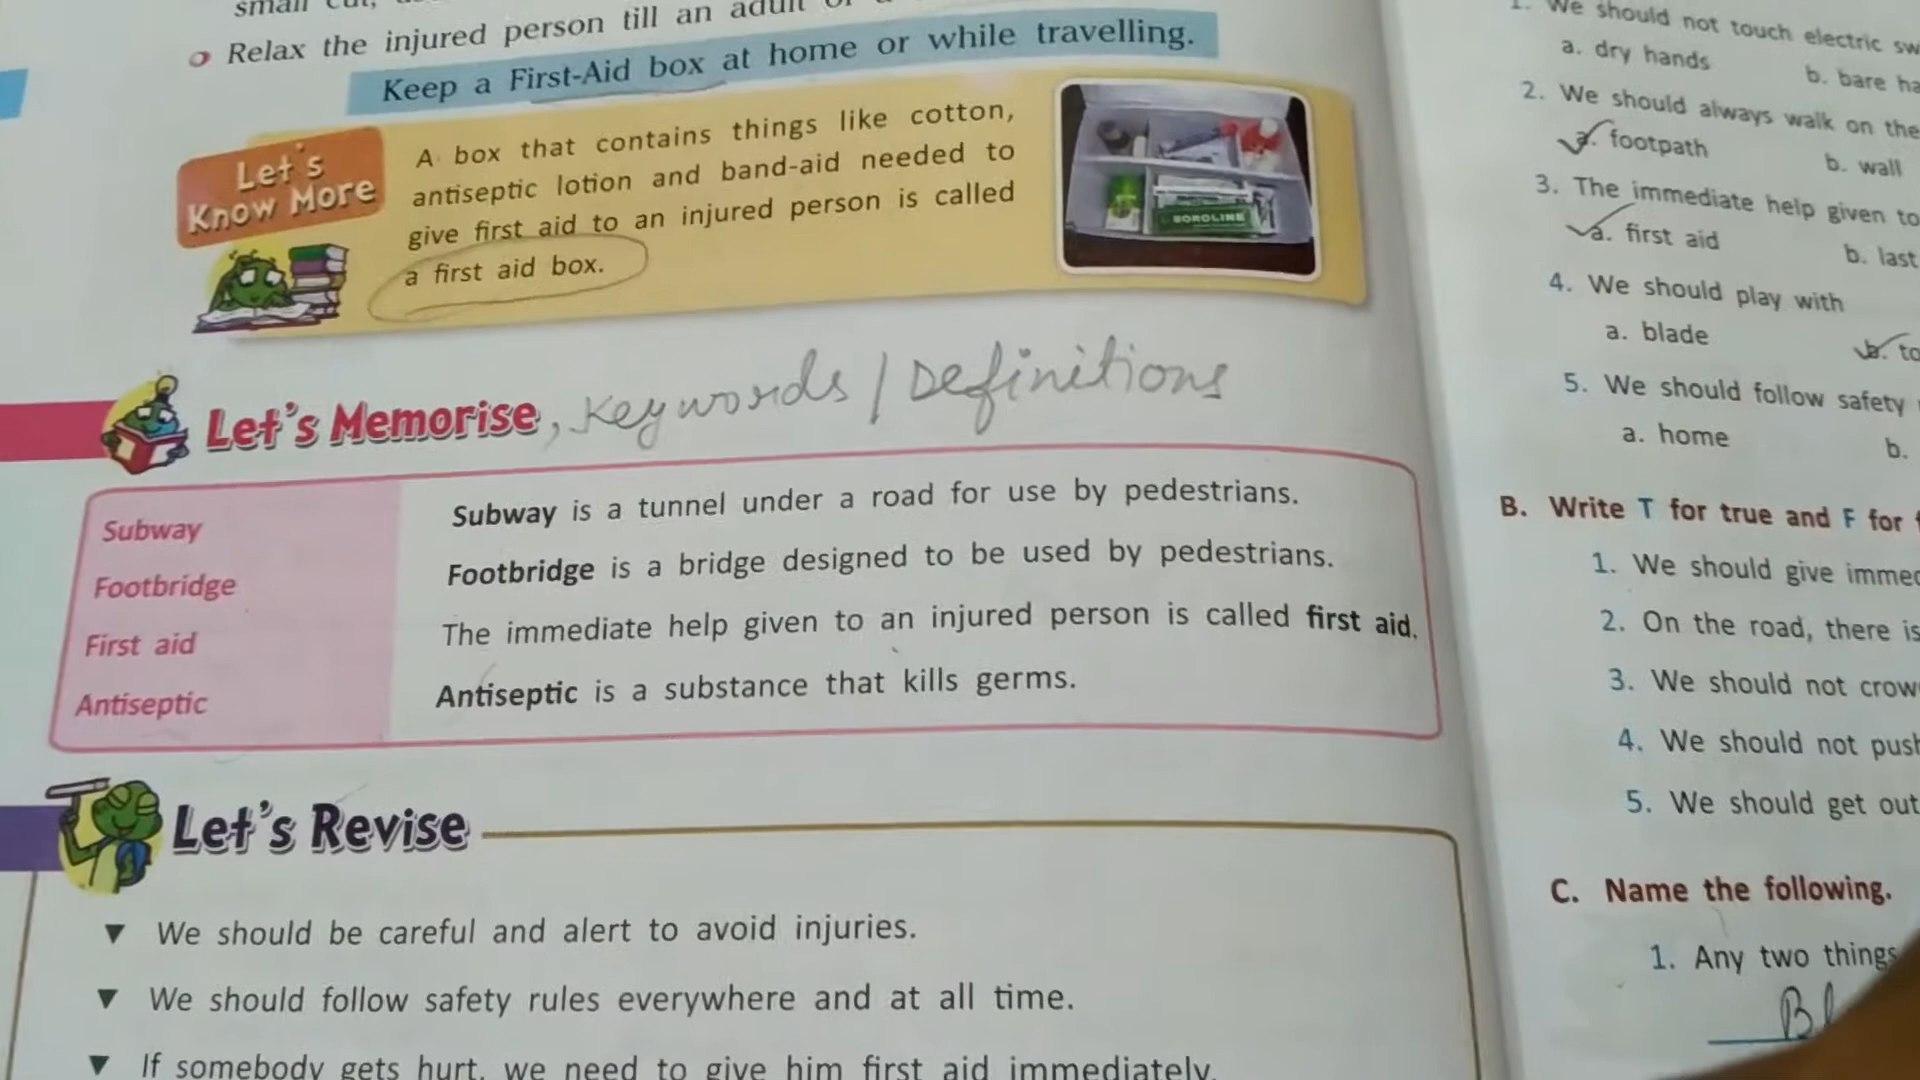 small cut,
Relax the injured person till an adult or a
Keep a First-Aid box at home or while travelling.
Let's
Know More
A box that contains things like cotton,
antiseptic lotion and band-aid needed to
give first aid to an injured person is called
a first aid box.
BOROLINE
Let's Memorise, Keywords / Definitions
Subway
Subway is a tunnel under a road for use by pedestrians.
Footbridge
Footbridge is a bridge designed to be used by pedestrians.
First aid
The immediate help given to an injured person is called first aid.
Antiseptic
Antiseptic is a substance that kills germs.
Let's Revise
We should be careful and alert to avoid injuries.
We should follow safety rules everywhere and at all time.
If somebody gets hurt, we need to give him first aid immediately.
1. We should not touch electric sw
a. dry hands b. bare ha
2. We should always walk on the
a. footpath b. wall
3. The immediate help given to
a. first aid b. last
4. We should play with
a. blade b. to
5. We should follow safety
a. home b.
B. Write T for true and F for f
1. We should give immed
2. On the road, there is
3. We should not crow
4. We should not push
5. We should get out
C. Name the following.
1. Any two things
Bl